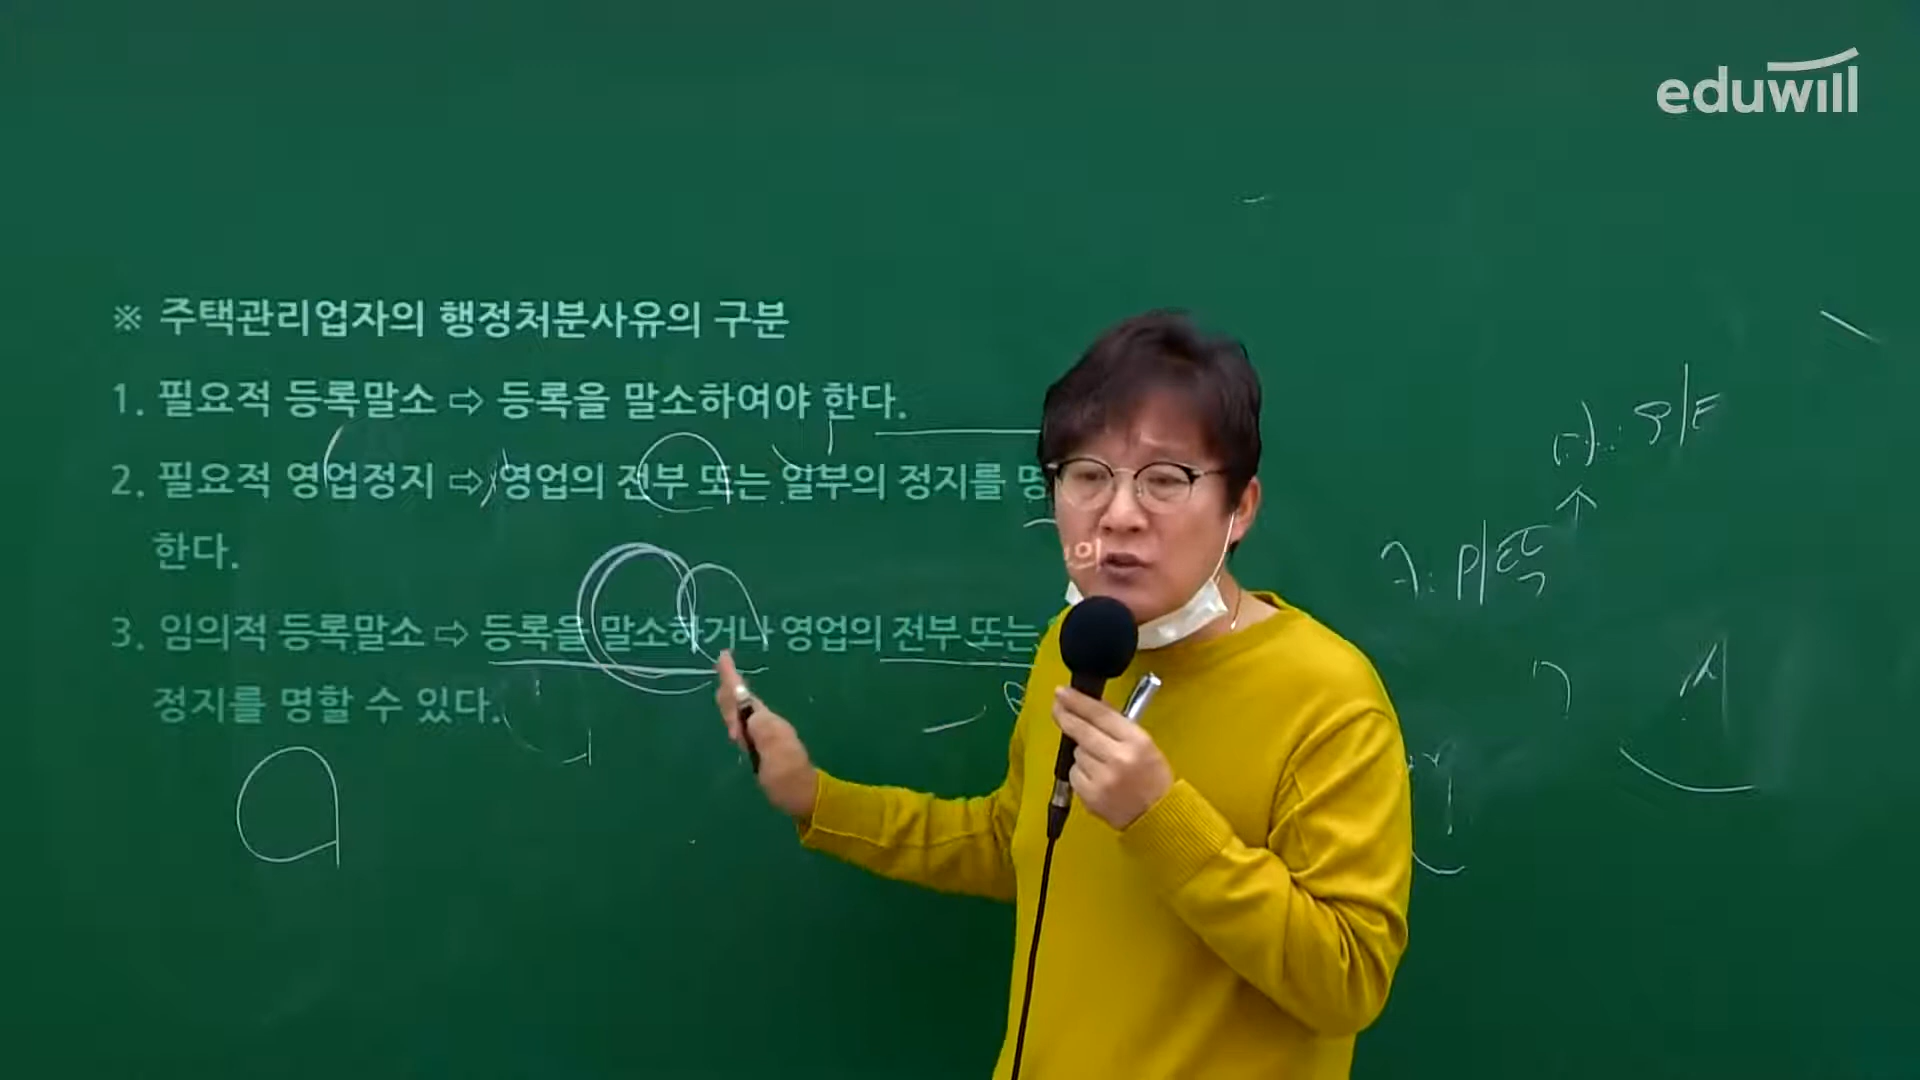 eduwill
※ 주택관리업자의 행정처분사유의 구분
1. 필요적 등록말소 ⇨ 등록을 말소하여야 한다.
2. 필요적 영업정지 ⇨ 영업의 전부 또는 일부의 정지를 명
한다.
의
3. 임의적 등록말소 ⇨ 등록을 말소하거나 영업의 전부 또는
정지를 명할 수 있다.